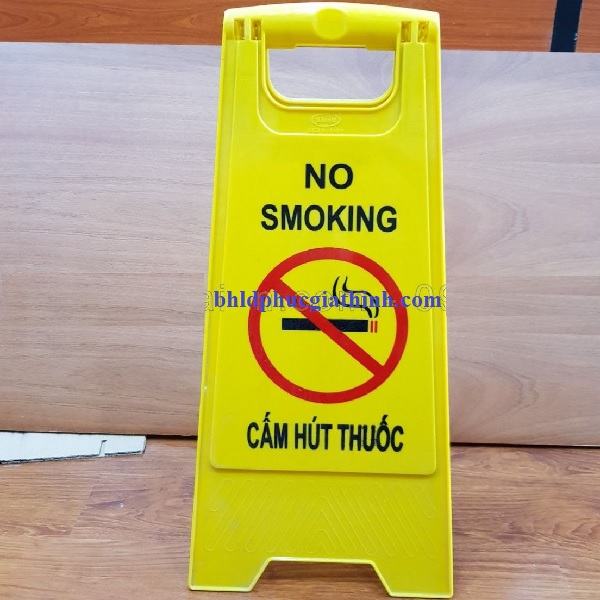 NO
SMOKING
bhldphucgiathinh.com
CẤM HÚT THUỐC